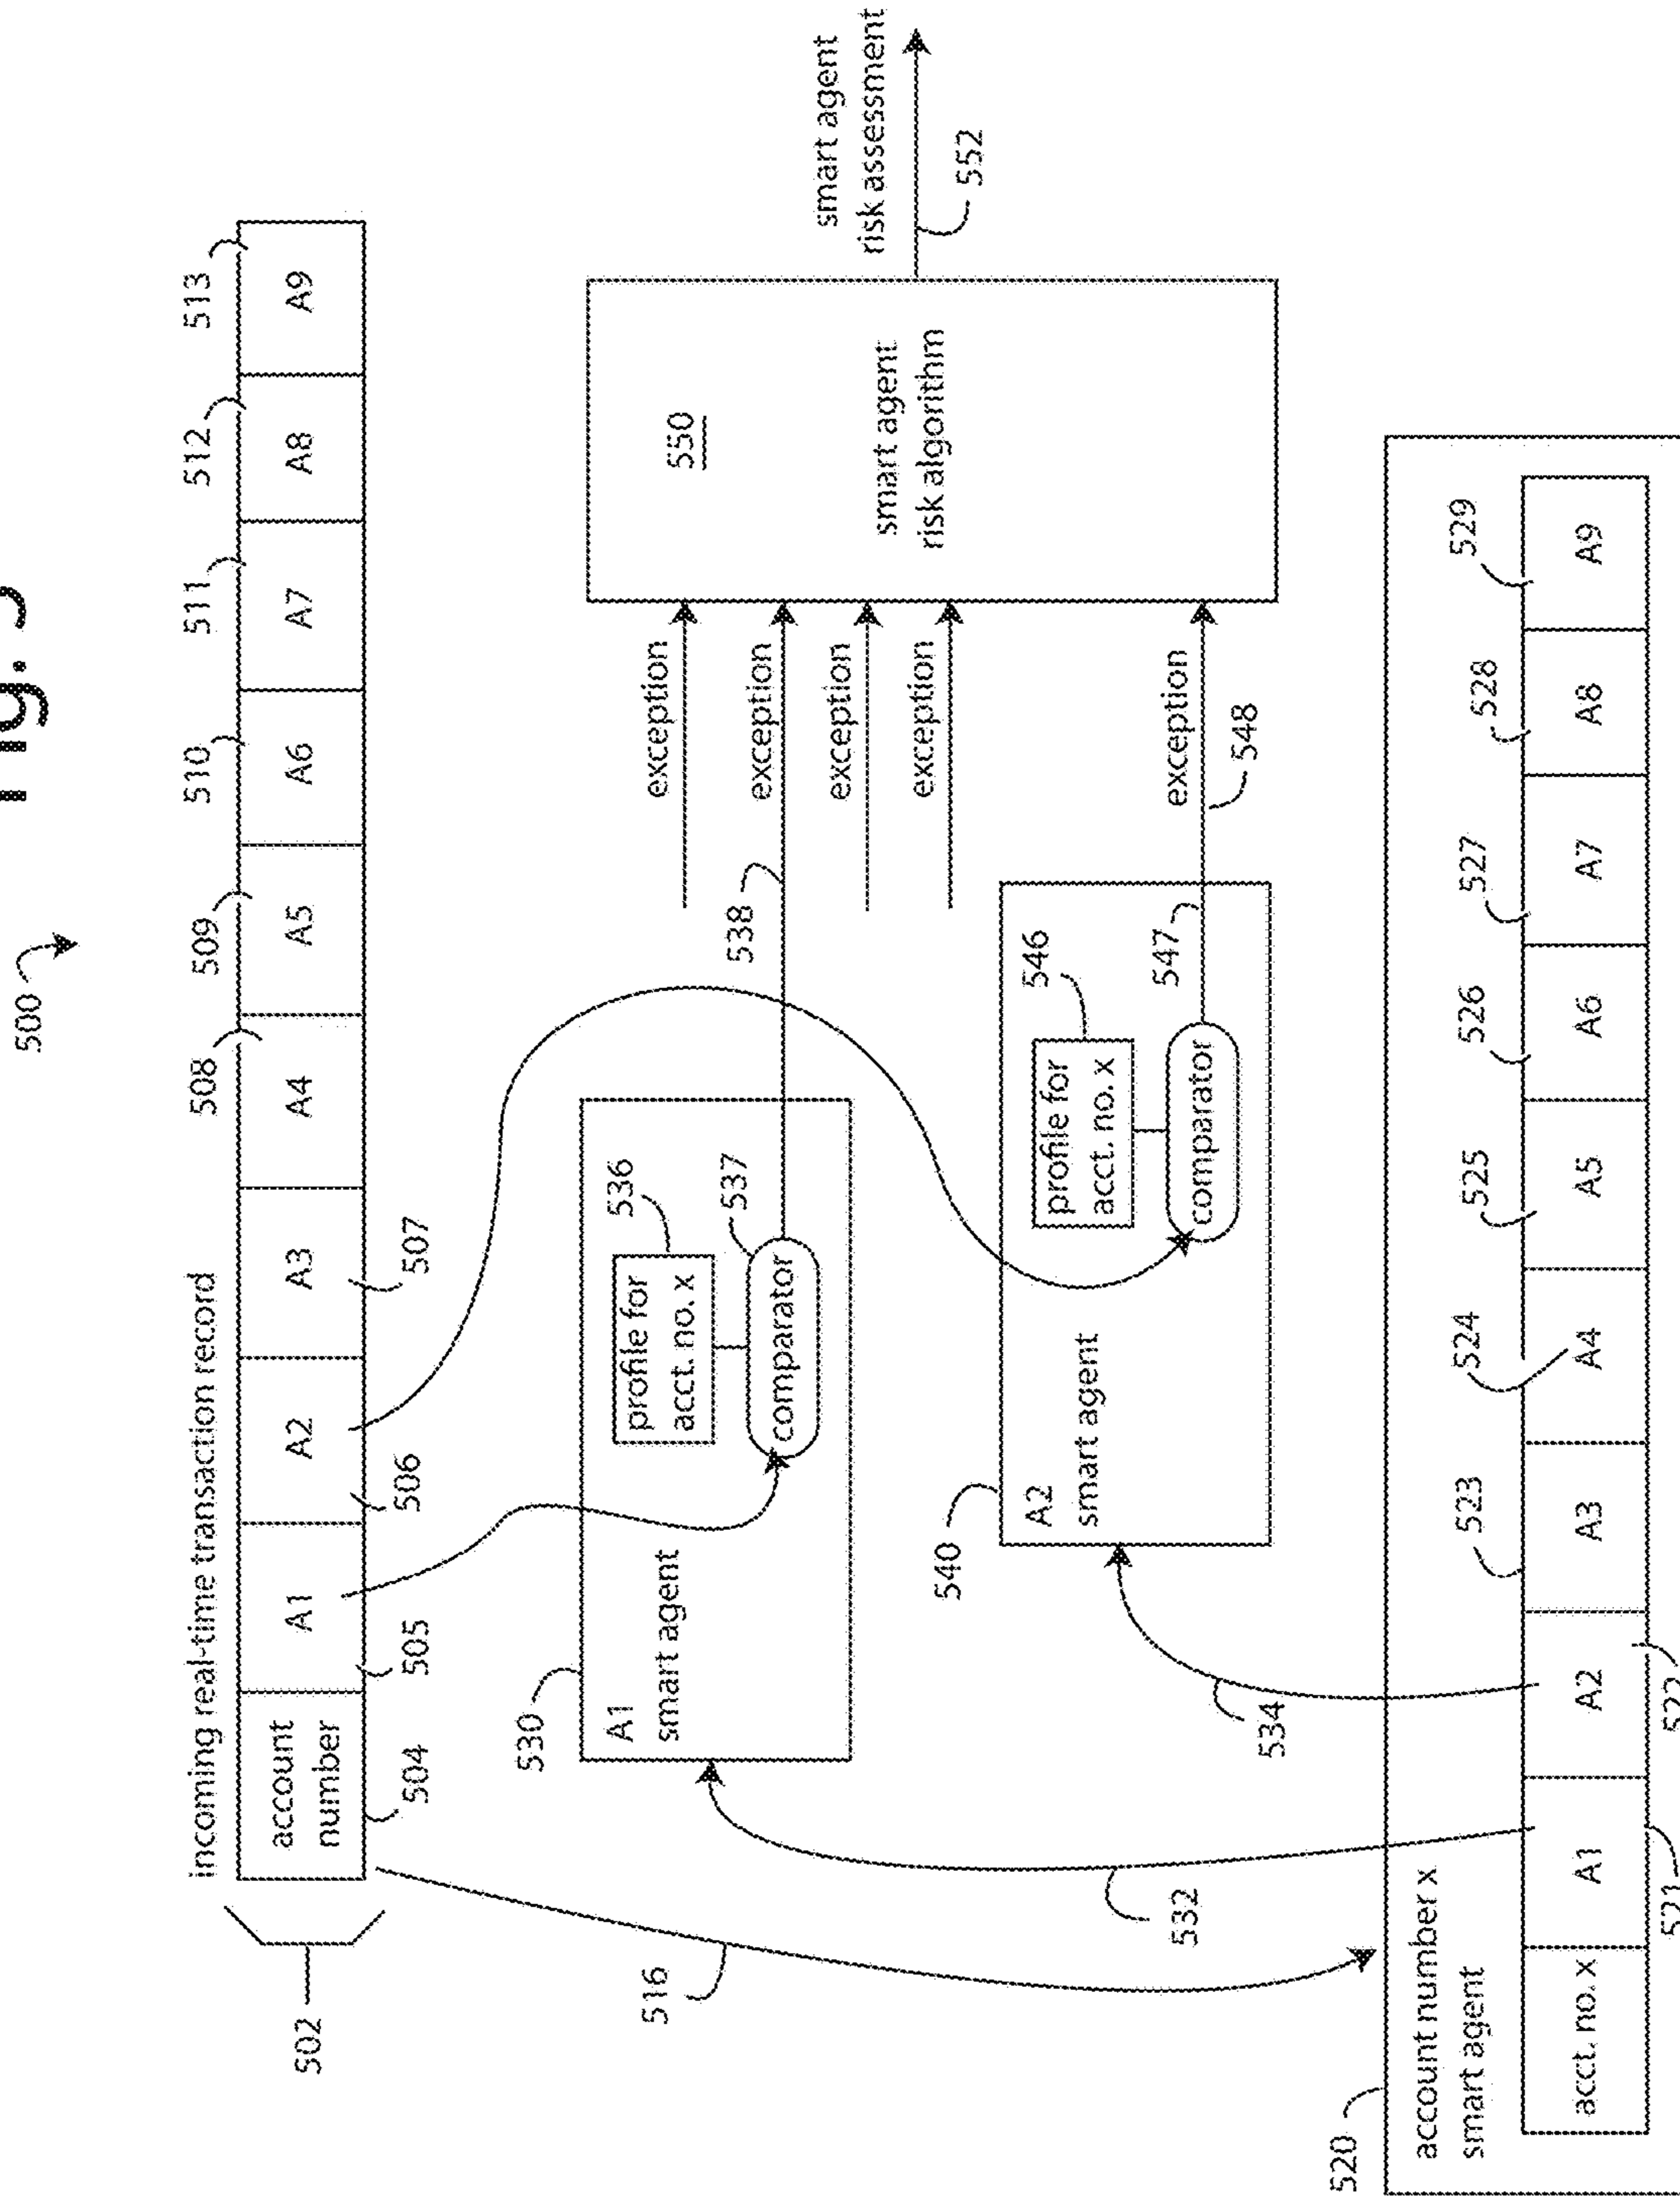 Fig. 5
500
incoming real-time transaction record
502
account
number
A1
A2
A3
A4
A5
A6
A7
A8
A9
504
505
506
507
508
509
510
511
512
513
516
530
A1
smart agent
profile for
acct. no. x
536
comparator
537
538
exception
exception
exception
exception
exception
548
550
smart agent
risk algorithm
smart agent
risk assessment
552
540
A2
smart agent
profile for
acct. no. x
546
comparator
547
532
534
520
account number x
smart agent
acct. no. x
A1
A2
A3
A4
A5
A6
A7
A8
A9
521
522
523
524
525
526
527
528
529